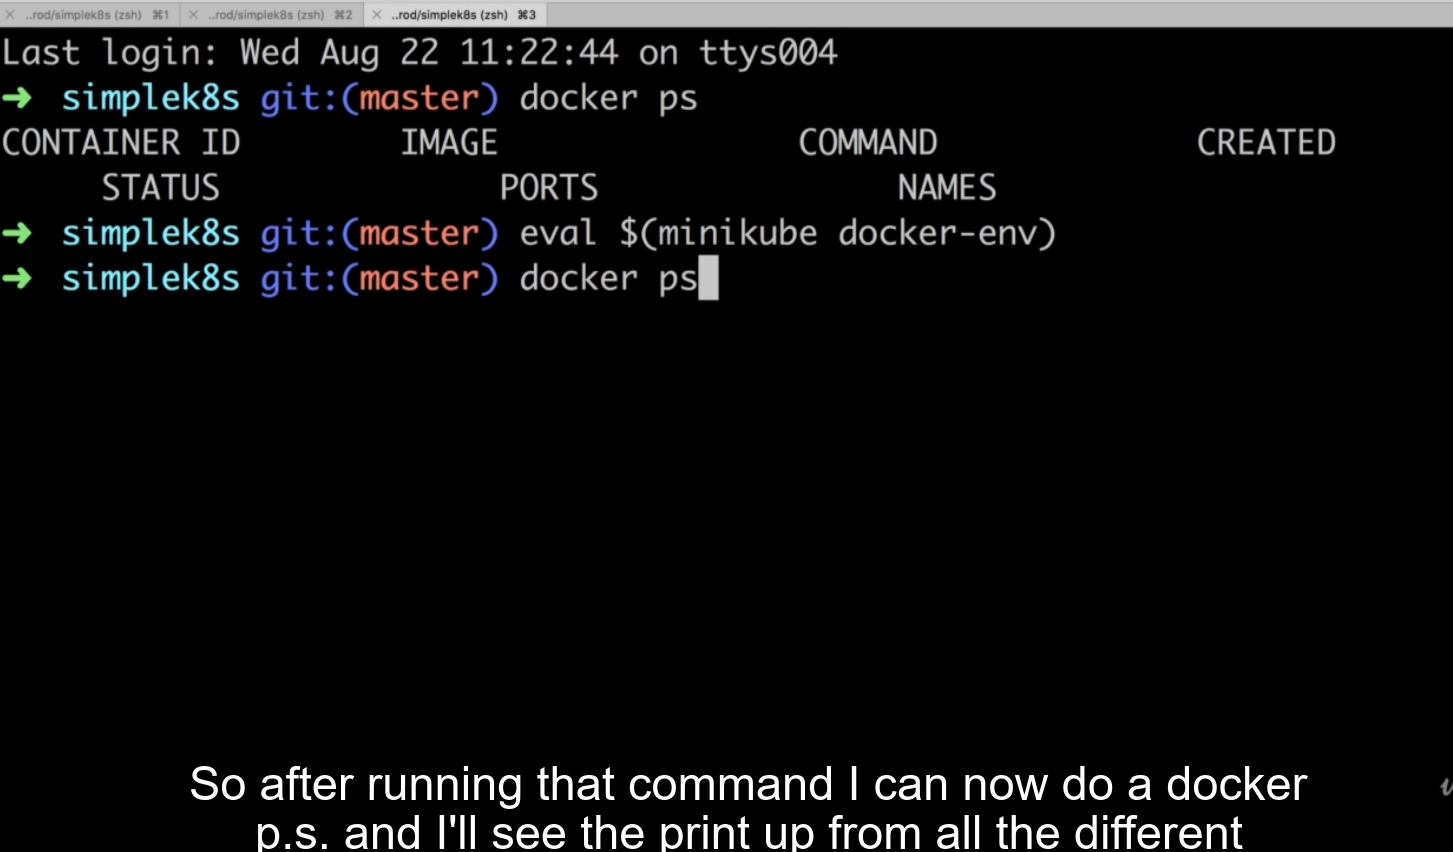 ..rod/simplek8s (zsh) ⌘1 ..rod/simplek8s (zsh) ⌘2 ..rod/simplek8s (zsh) ⌘3
Last login: Wed Aug 22 11:22:44 on ttys004
➜ simplek8s git:(master) docker ps
CONTAINER ID IMAGE COMMAND CREATED
STATUS PORTS NAMES
➜ simplek8s git:(master) eval $(minikube docker-env)
➜ simplek8s git:(master) docker ps
So after running that command I can now do a docker
p.s. and I'll see the print up from all the different